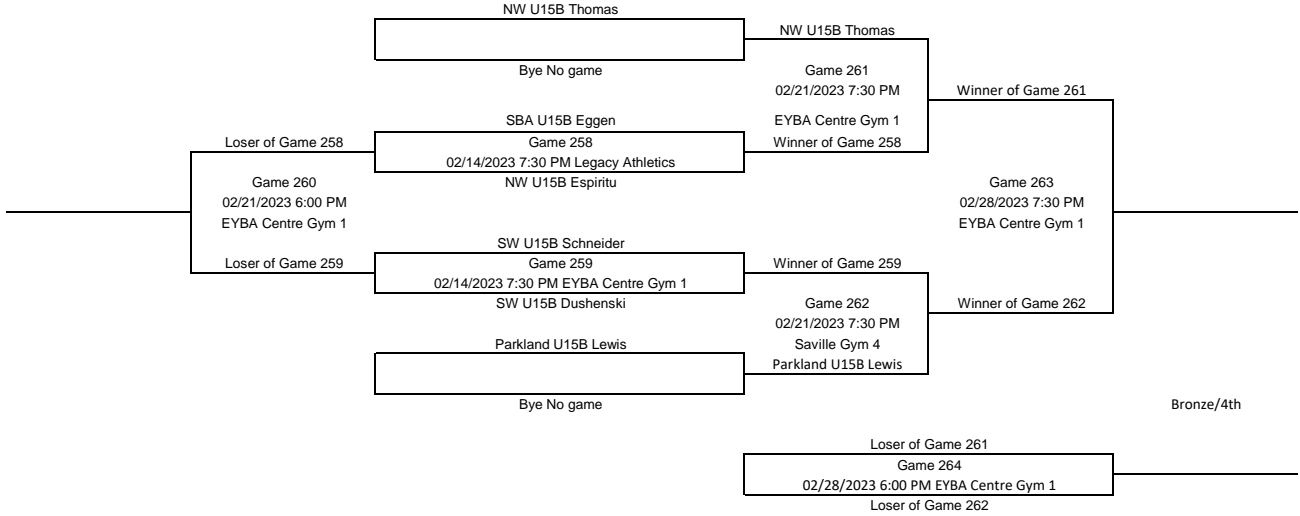 NW U15B Thomas
NW U15B Thomas
Bye No game
Game 261
02/21/2023 7:30 PM
Winner of Game 261
SBA U15B Eggen
EYBA Centre Gym 1
Loser of Game 258
Game 258
Winner of Game 258
02/14/2023 7:30 PM Legacy Athletics
Game 260
NW U15B Espiritu
Game 263
02/21/2023 6:00 PM
02/28/2023 7:30 PM
EYBA Centre Gym 1
EYBA Centre Gym 1
SW U15B Schneider
Loser of Game 259
Game 259
Winner of Game 259
02/14/2023 7:30 PM EYBA Centre Gym 1
SW U15B Dushenski
Game 262
Winner of Game 262
02/21/2023 7:30 PM
Parkland U15B Lewis
Saville Gym 4
Parkland U15B Lewis
Bye No game
Bronze/4th
Loser of Game 261
Game 264
02/28/2023 6:00 PM EYBA Centre Gym 1
Loser of Game 262